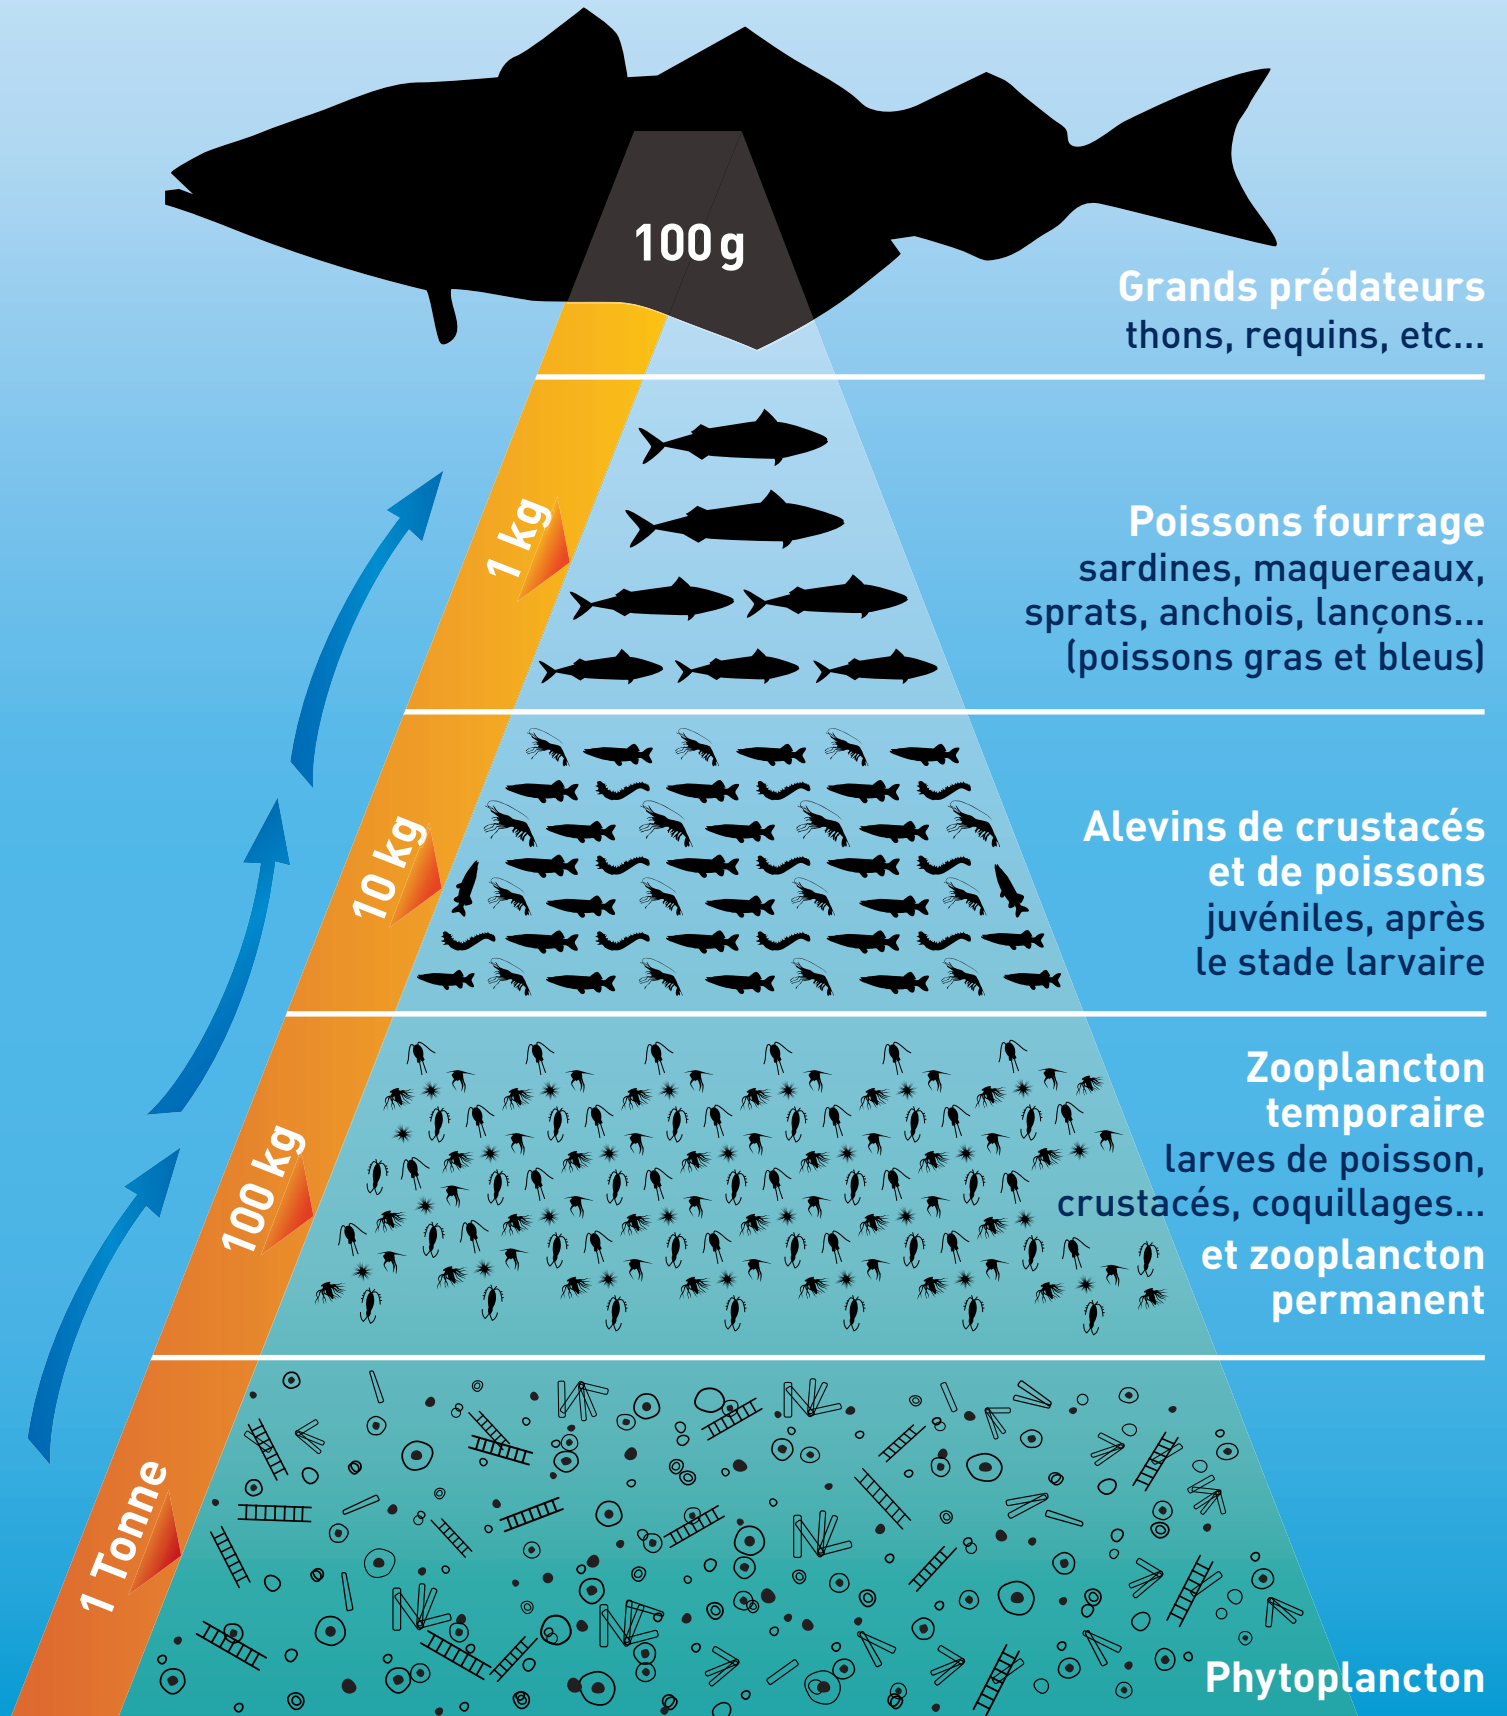 100 g
Grands prédateurs
thons, requins, etc...
1 kg
Poissons fourrage
sardines, maquereaux,
sprats, anchois, lançons...
(poissons gras et bleus)
10 kg
Alevins de crustacés
et de poissons
juvéniles, après
le stade larvaire
100 kg
Zooplancton
temporaire
larves de poisson,
crustacés, coquillages...
et zooplancton
permanent
1 Tonne
Phytoplancton